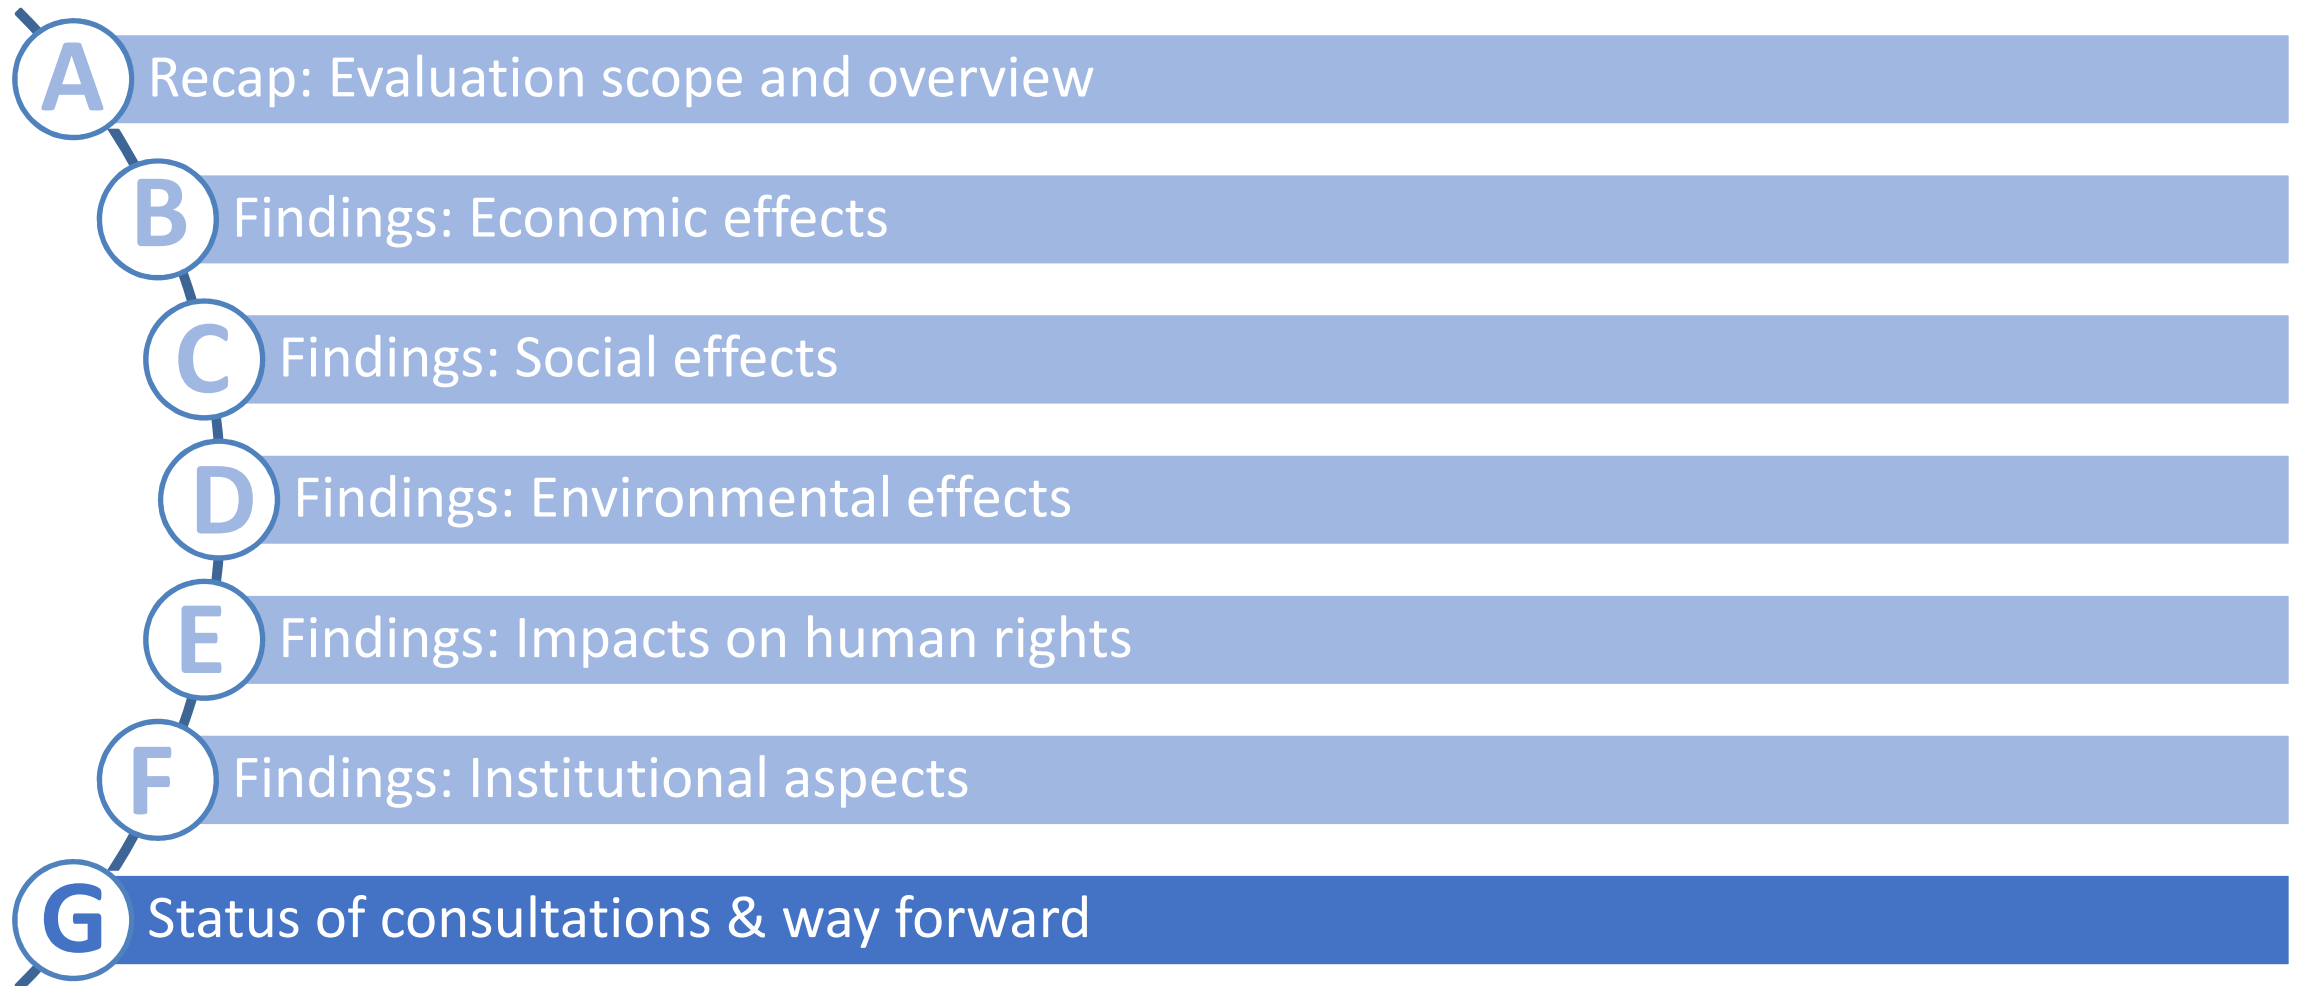 A Recap: Evaluation scope and overview
B Findings: Economic effects
C Findings: Social effects
D Findings: Environmental effects
E Findings: Impacts on human rights
F Findings: Institutional aspects
G Status of consultations & way forward